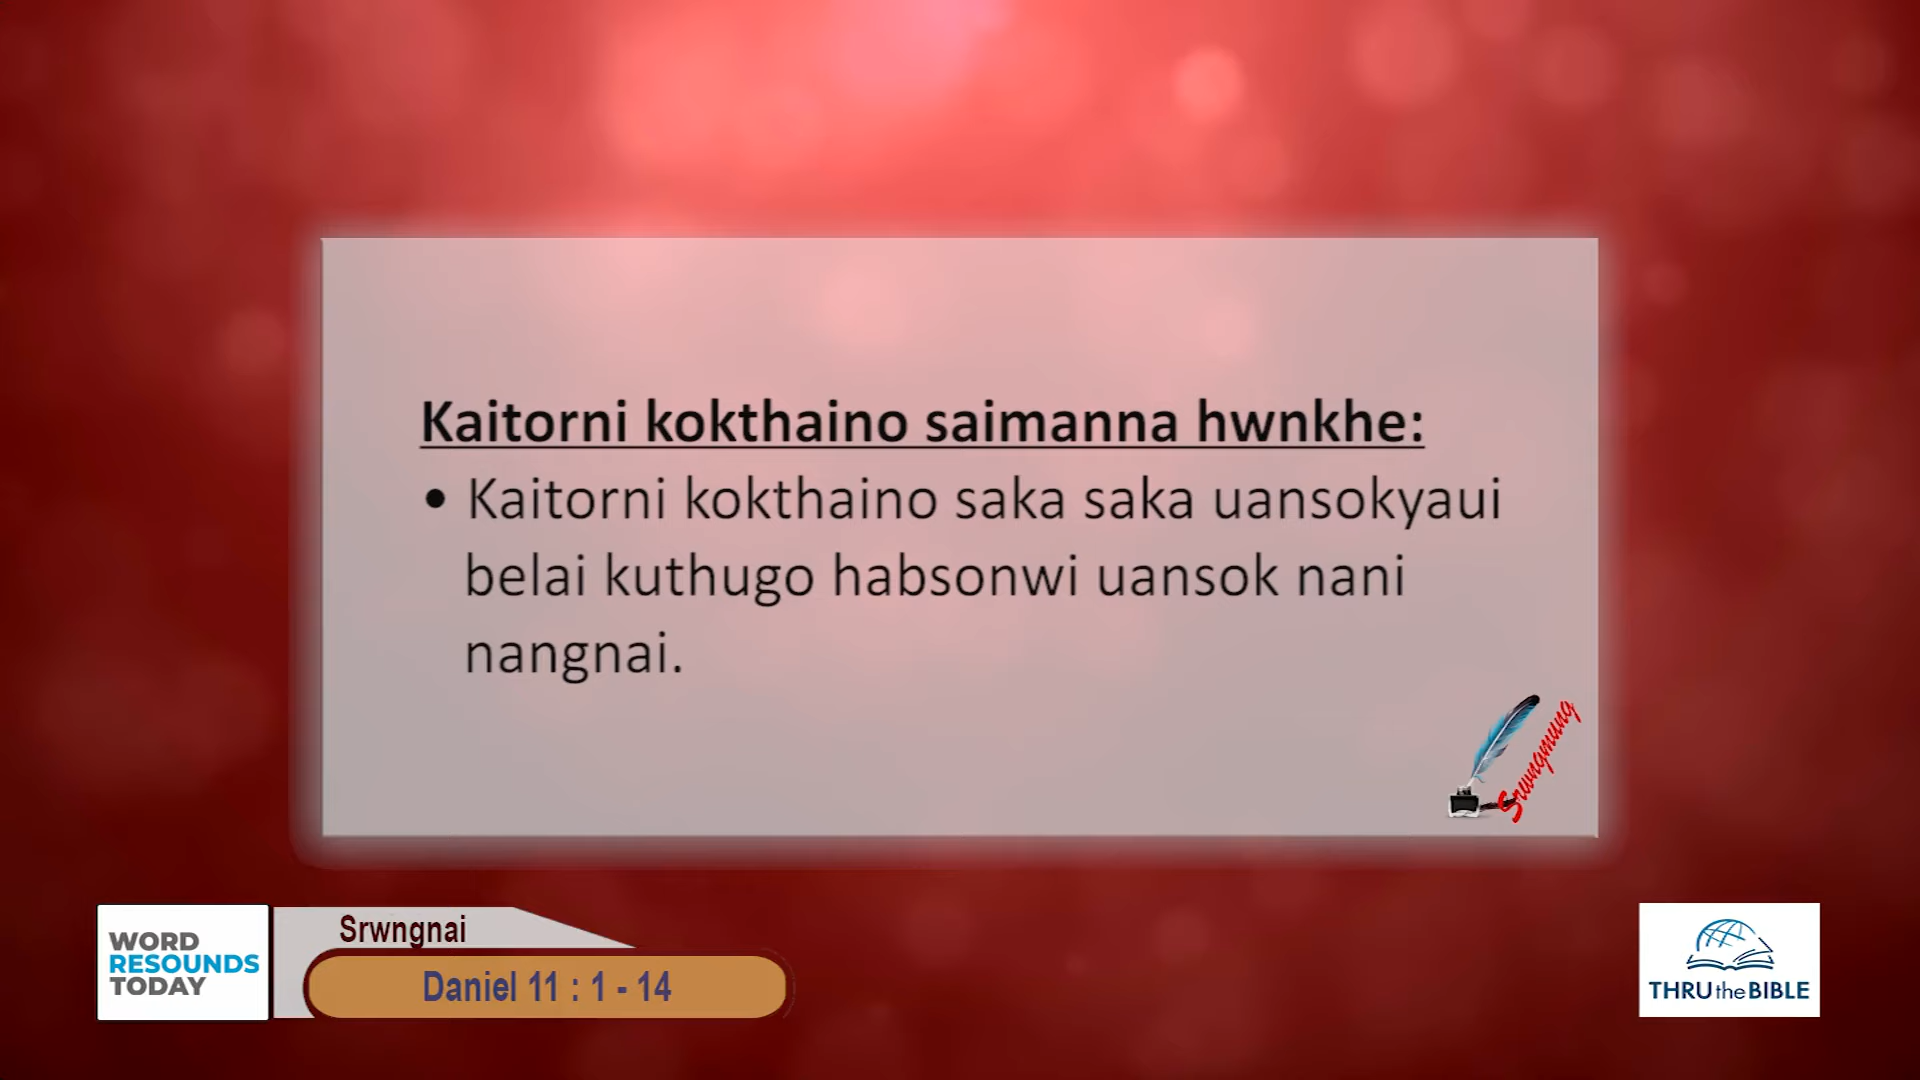 Kaitorni kokthaino saimanna hwnkhe:
• Kaitorni kokthaino saka saka uansokyaui
belai kuthugo habsonwi uansok nani
nangnai.
Srwngmung
WORD
RESOUNDS
TODAY
Srwngnai
Daniel 11 : 1 - 14
THRU the BIBLE